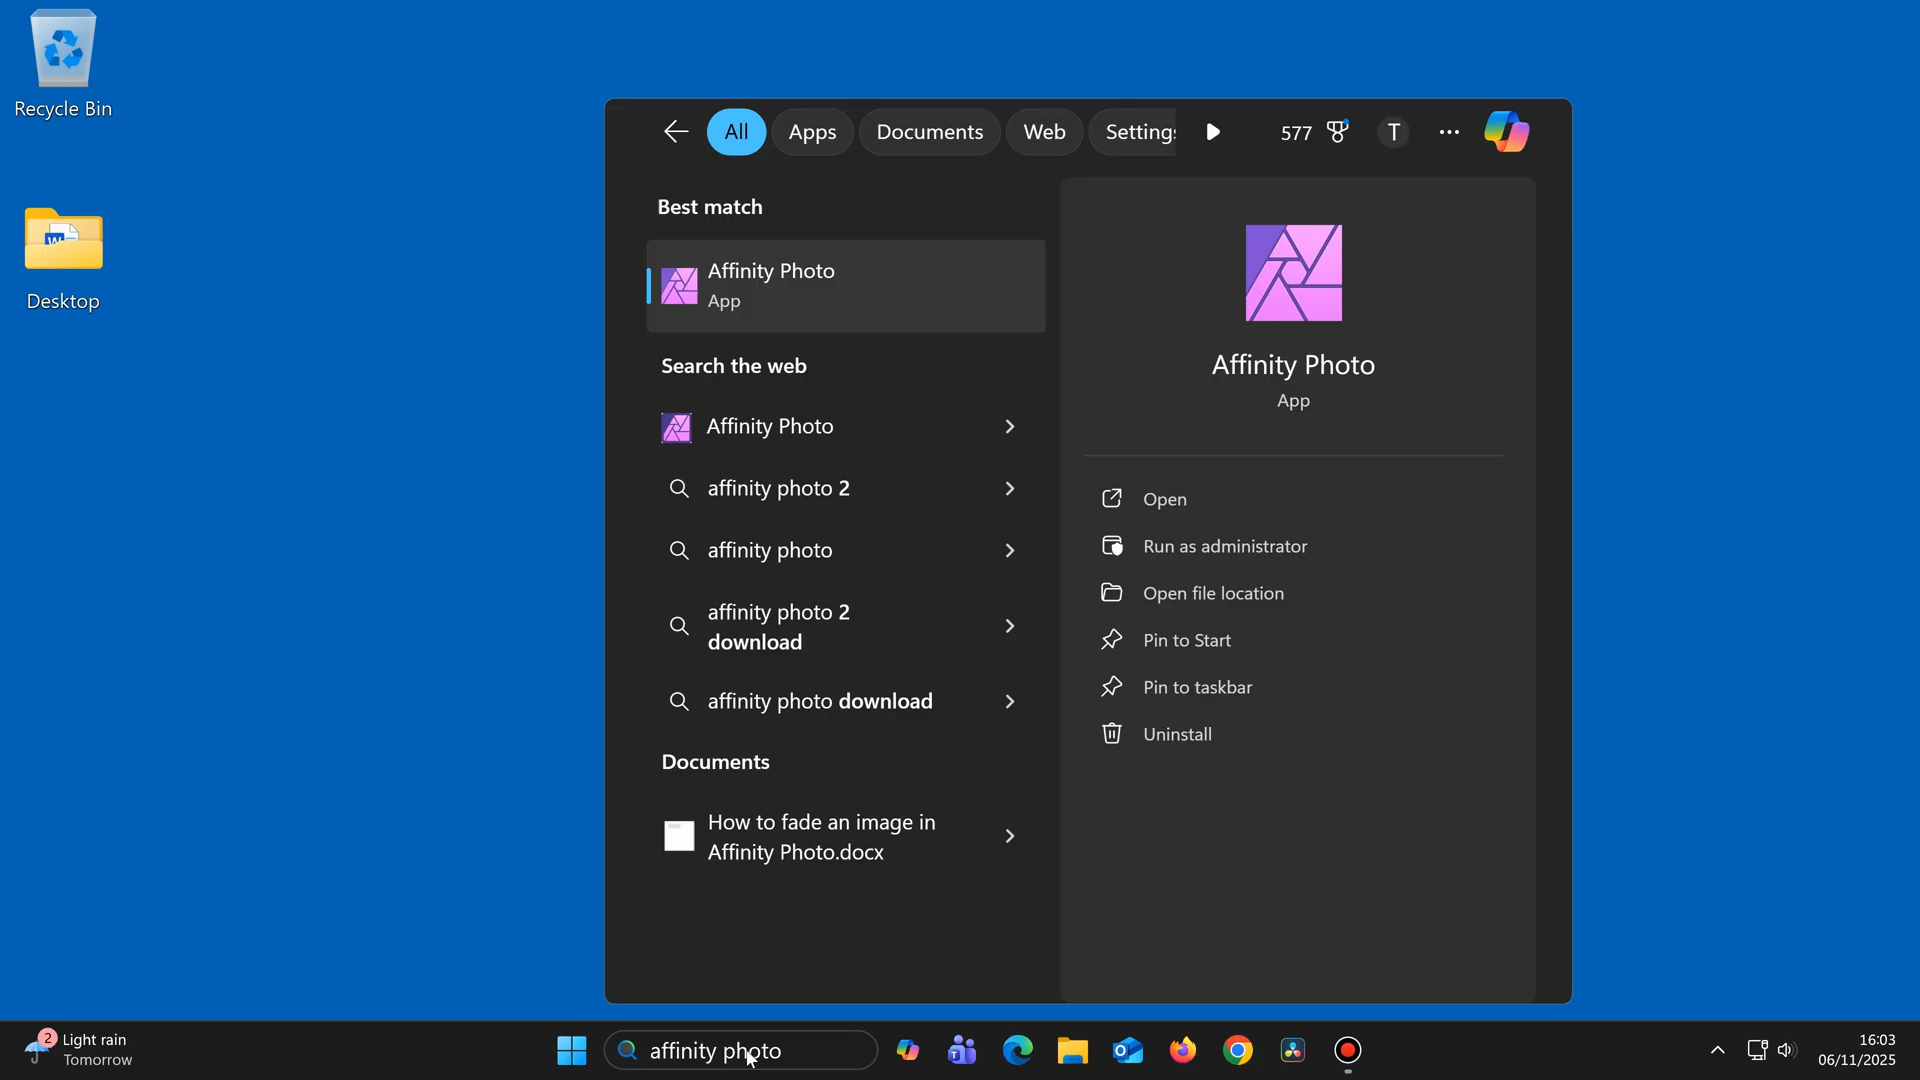 Recycle Bin
Desktop
All
Apps
Documents
Web
Settings
577
T
Best match
Affinity Photo
App
Search the web
Affinity Photo
affinity photo 2
affinity photo
affinity photo 2
download
affinity photo download
Documents
How to fade an image in
Affinity Photo.docx
Affinity Photo
App
Open
Run as administrator
Open file location
Pin to Start
Pin to taskbar
Uninstall
2
Light rain
Tomorrow
affinity photo
16:03
06/11/2025